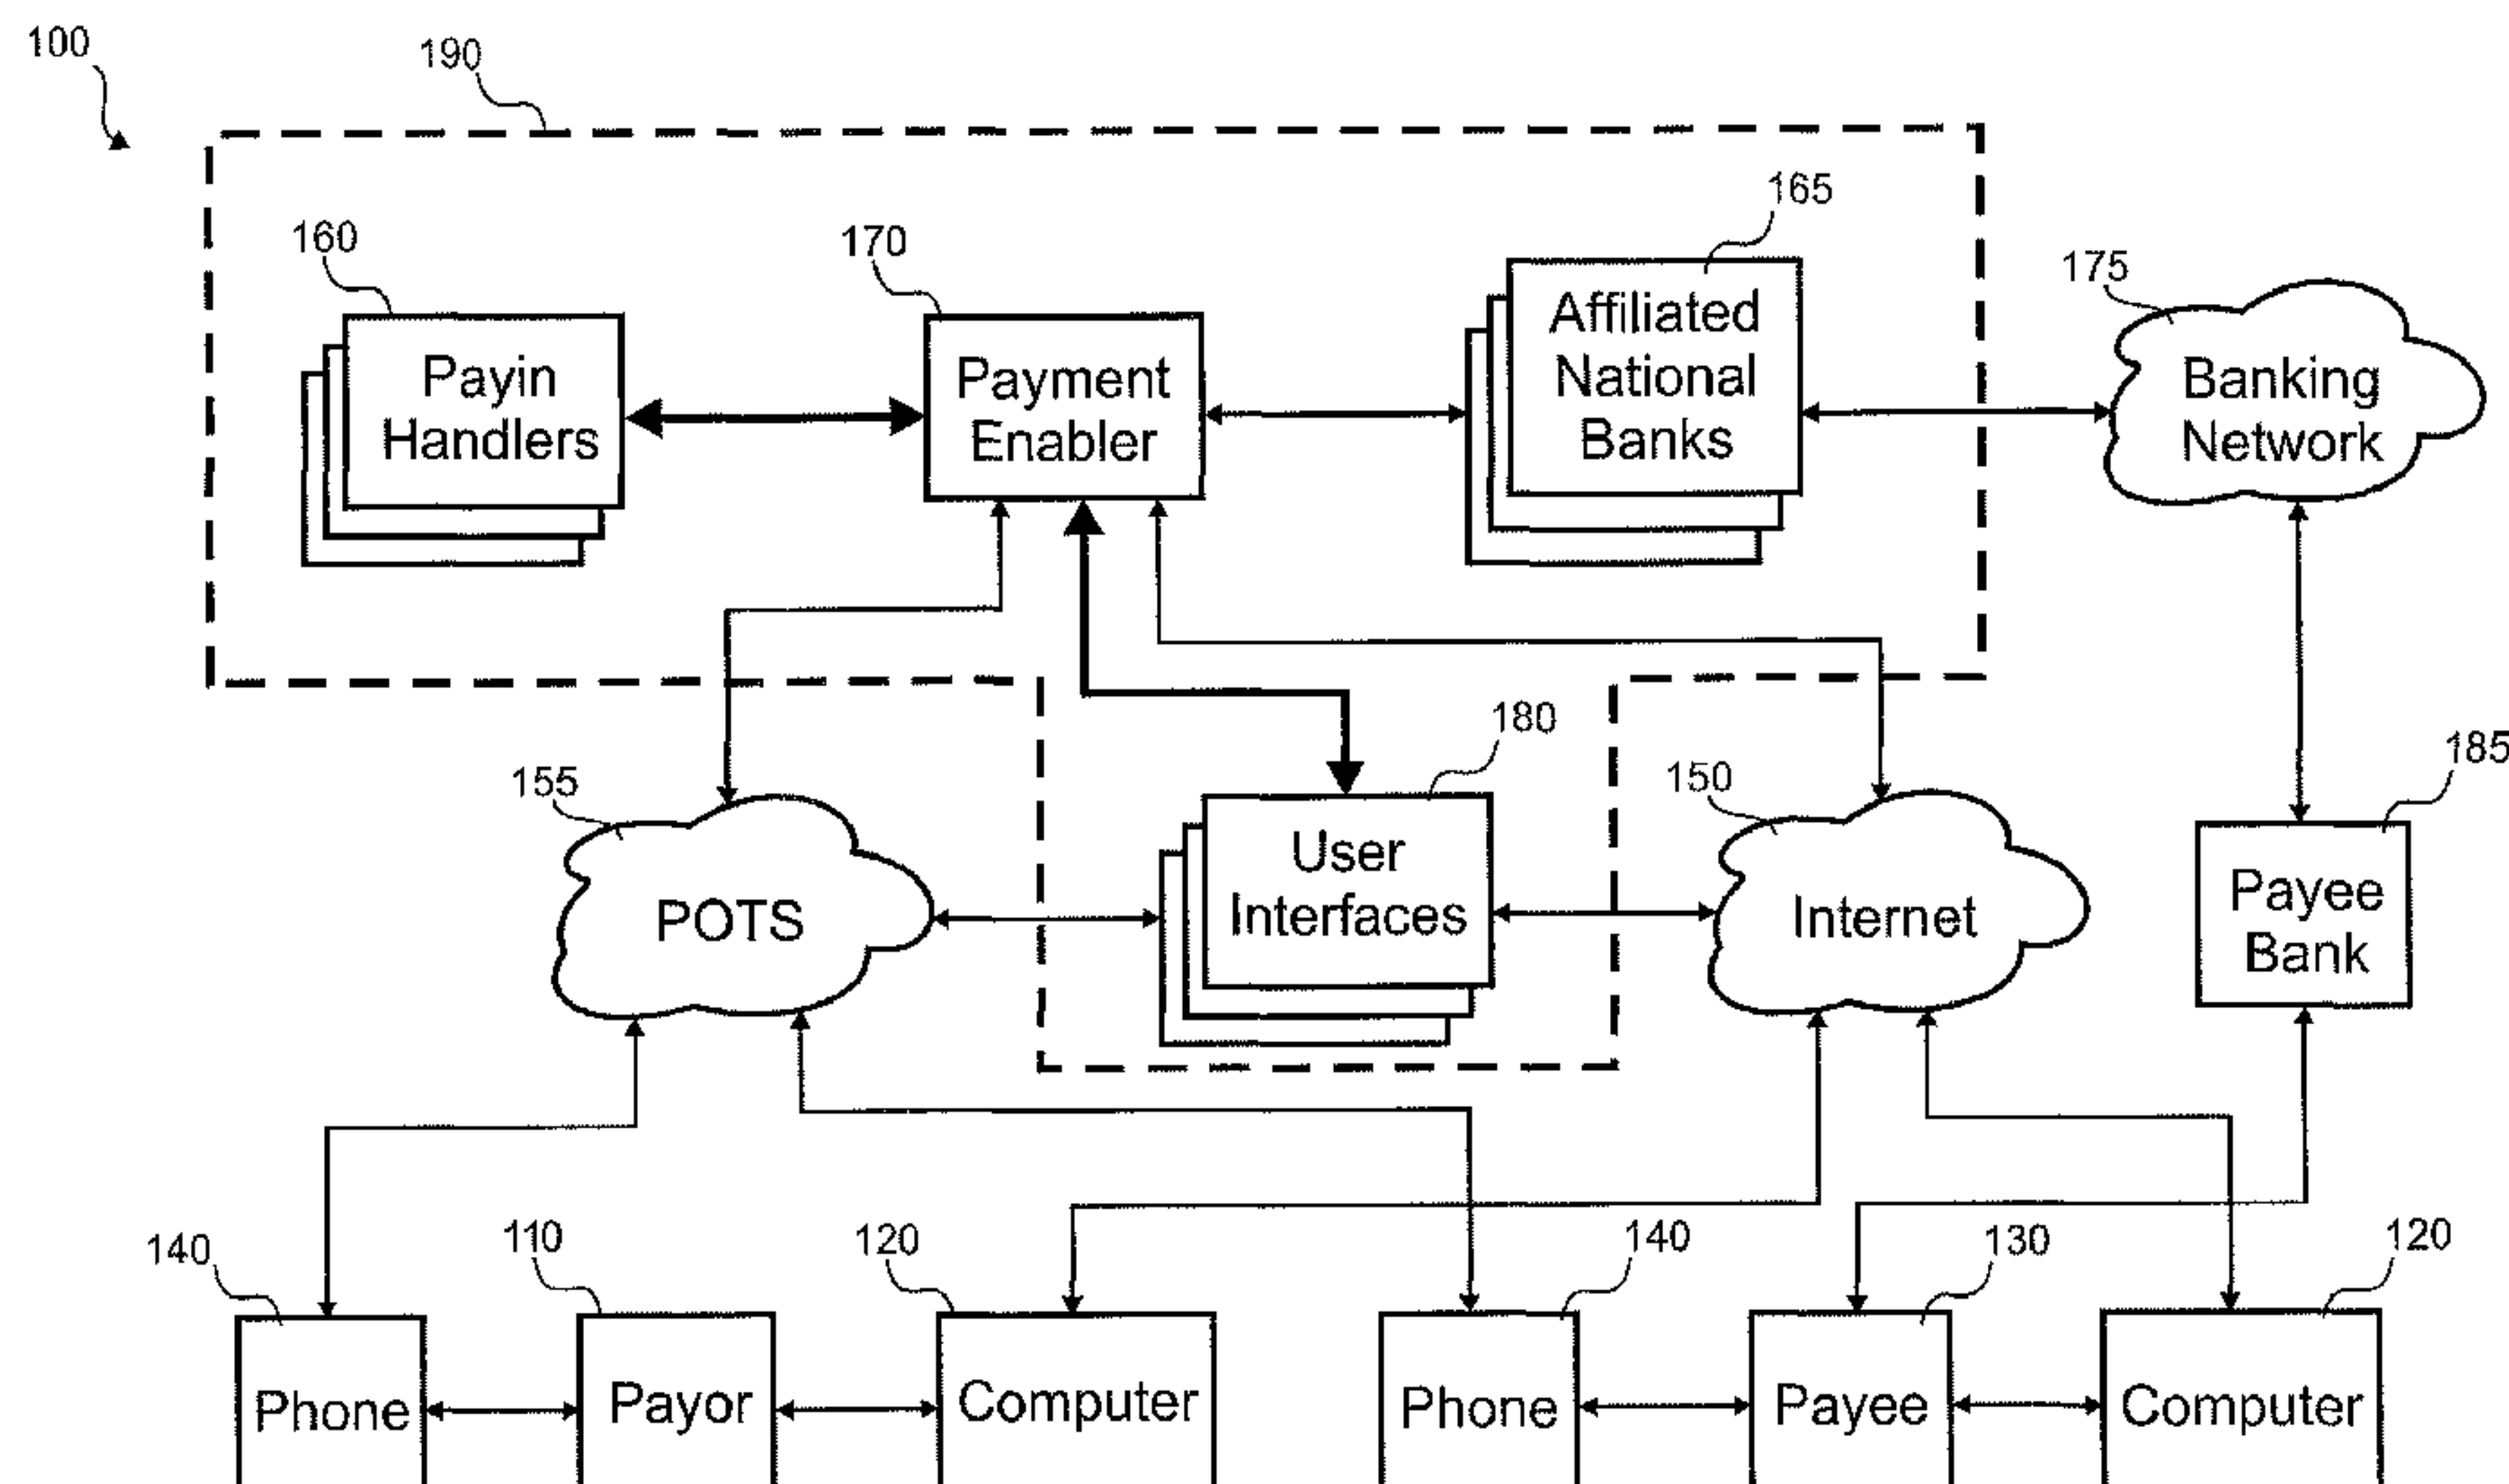 100
190
165
160
170
175
Payin
Handlers
Payment
Enabler
Affiliated
National
Banks
Banking
Network
180
185
155
150
POTS
User
Interfaces
Internet
Payee
Bank
140
110
120
140
130
120
Phone
Payor
Computer
Phone
Payee
Computer